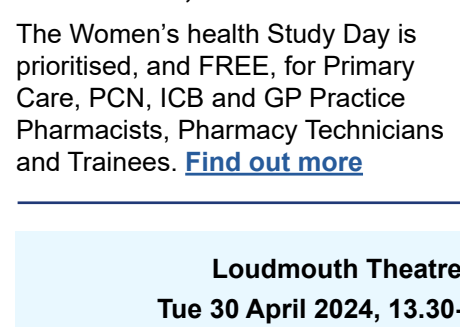 The Women's health Study Day is
prioritised, and FREE, for Primary
Care, PCN, ICB and GP Practice
Pharmacists, Pharmacy Technicians
and Trainees. Find out more
Loudmouth Theatre
Tue 30 April 2024, 13.30-